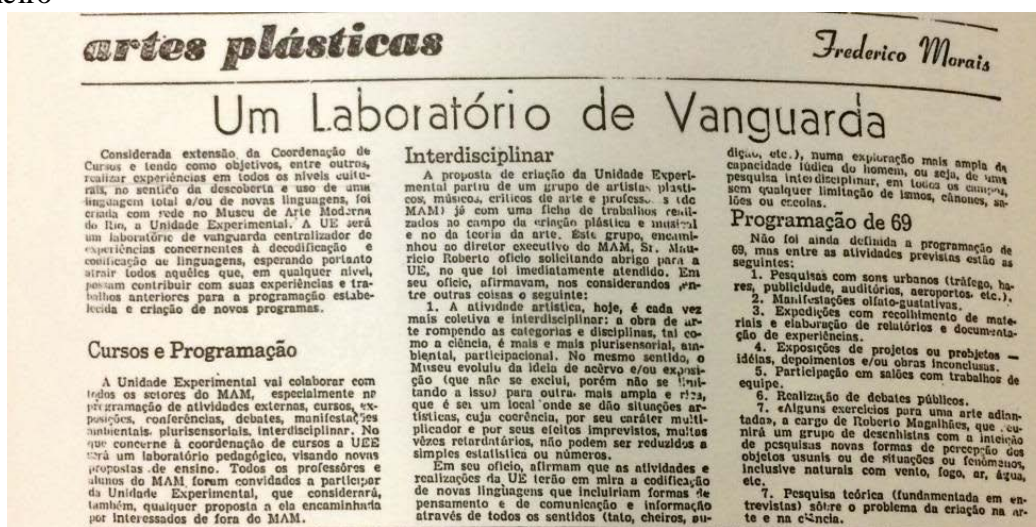 eiro
artes plásticas
Frederico Morais
Um Laboratório de Vanguarda
Considerada extensão da Coordenação de
Cursos e tendo como objetivos, entre outros,
realizar experiências em todos os níveis cultu-
rais, no sentido da descoberta e uso de uma
linguagem total e/ou de novas linguagens, foi
criada com sede no Museu de Arte Moderna
do Rio, a Unidade Experimental. A UE será
um laboratório de vanguarda centralizador de
experiências concernentes à decodificação e
codificação de linguagens, esperando portanto
atrair todos aquêles que, em qualquer nível,
possam contribuir com suas experiências e tra-
balhos anteriores para a programação estabe-
lecida e criação de novos programas.
Cursos e Programação
A Unidade Experimental vai colaborar com
todos os setores do MAM, especialmente na
programação de atividades externas, cursos, ex-
posições, conferências, debates, manifestações
ambientais, plurisensoriais, interdisciplinar. No
que concerne à coordenação de cursos a UEE
será um laboratório pedagógico, visando novas
propostas de ensino. Todos os professôres e
alunos do MAM foram convidados a participar
da Unidade Experimental, que considerará,
também, qualquer proposta a ela encaminhada
por interessados de fora do MAM.
Interdisciplinar
A proposta de criação da Unidade Experi-
mental partiu de um grupo de artistas plásti-
cos, músicos, críticos de arte e profess. s (do
MAM) já com uma ficha de trabalhos reali-
zados no campo da criação plástica e musical
e no da teoria da arte. Este grupo, encami-
nhou ao diretor executivo do MAM, Sr. Mau-
rício Roberto ofício solicitando abrigo para a
UE, no que foi imediatamente atendido. Em
seu ofício, afirmavam, nos considerandos en-
tre outras coisas o seguinte:
1. A atividade artística, hoje, é cada vez
mais coletiva e interdisciplinar: a obra de ar-
te rompendo as categorias e disciplinas, tal co-
mo a ciência, é mais e mais plurisensorial, am-
biental, participacional. No mesmo sentido, o
Museu evoluiu da ideia de acêrvo e/ou exposi-
ção (que não se exclui, porém não se limi-
tando a isso) para outra mais ampla e rica,
que é ser um local onde se dão situações ar-
tísticas, cuja coerência, por seu caráter multi-
plicador e por seus efeitos imprevistos, muitas
vêzes retardatários, não podem ser reduzidos a
simples estatística ou números.
Em seu ofício, afirmam que as atividades e
realizações da UE terão em mira a codificação
de novas linguagens que incluiriam formas de
pensamento e de comunicação e informação
através de todos os sentidos (tato, cheiros, au-
dição, etc.), numa exploração mais ampla da
capacidade lúdica do homem, ou seja, de uma
pesquisa interdisciplinar, em todos os campos,
sem qualquer limitação de ismos, cânones, sa-
lões ou escolas.
Programação de 69
Não foi ainda definida a programação de
69, mas entre as atividades previstas estão as
seguintes:
1. Pesquisas com sons urbanos (tráfego, ba-
res, publicidade, auditórios, aeroportos, etc.).
2. Manifestações olfato-gustativas.
3. Expedições com recolhimento de mate-
riais e elaboração de relatórios e documenta-
ção de experiências.
4. Exposições de projetos ou probjetos —
idéias, depoimentos e/ou obras inconclusas.
5. Participação em salões com trabalhos de
equipe.
6. Realização de debates públicos.
7. «Alguns exercícios para uma arte adian-
tada», a cargo de Roberto Magalhães, que reu-
nirá um grupo de desenhistas com a intenção
de pesquisas novas formas de percepção dos
objetos usuais ou de situações ou fenômenos,
inclusive naturais com vento, fogo, ar, água,
etc.
7. Pesquisa teórica (fundamentada em en-
trevistas) sôbre o problema da criação na ar-
te e na ciência.